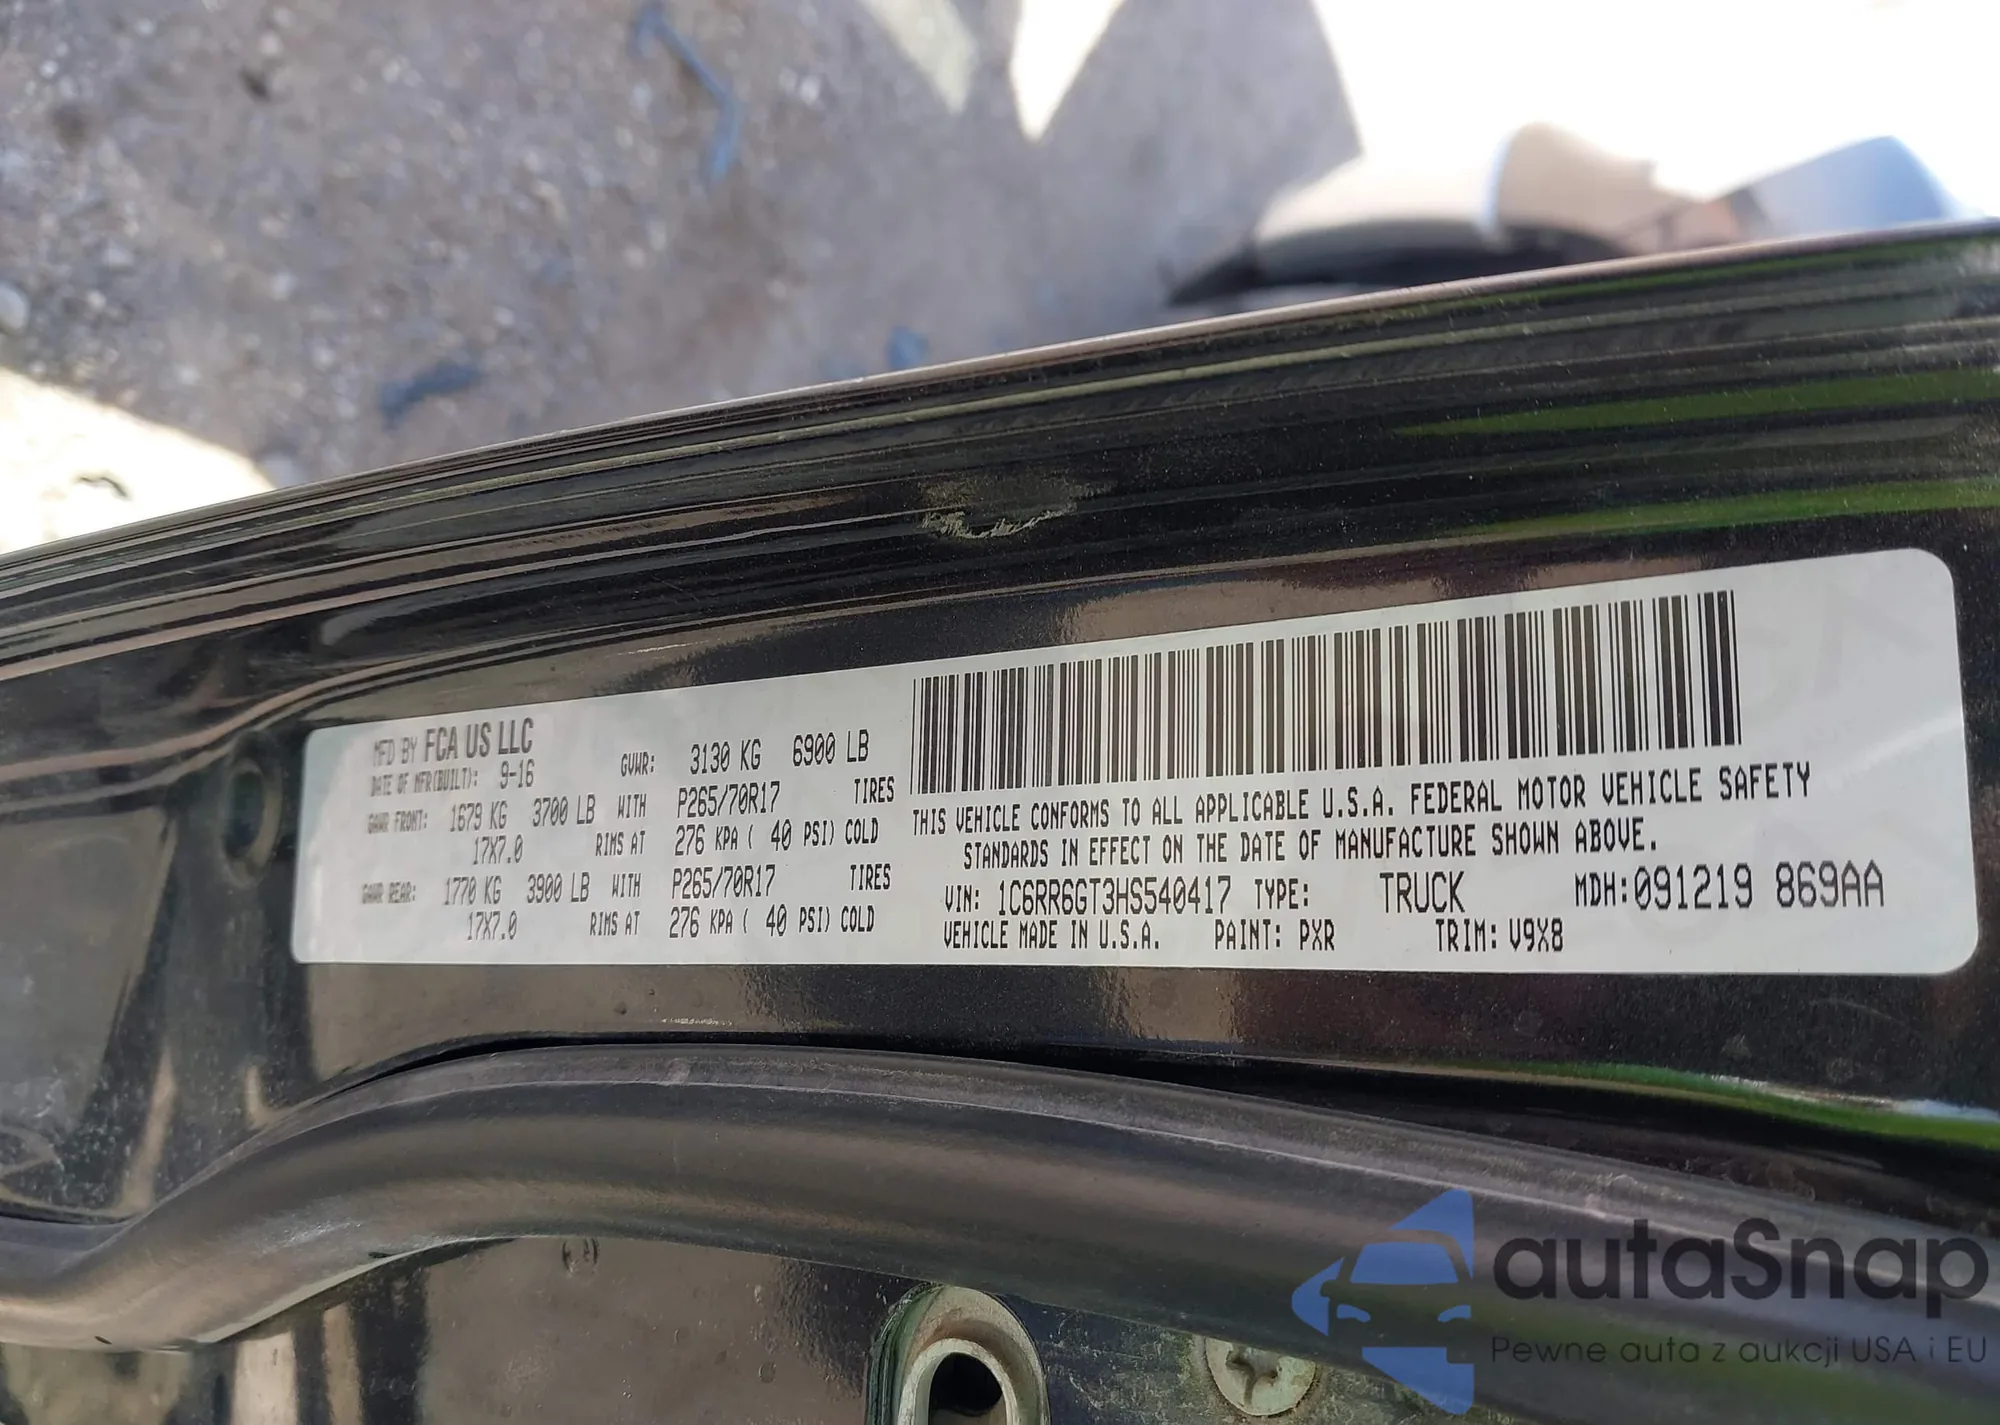 MFD BY FCA US LLC
DATE OF MFR(BUILT): 9-16 GVWR: 3130 KG 6900 LB
GAWR FRONT: 1679 KG 3700 LB WITH P265/70R17 TIRES
17X7.0 RIMS AT 276 KPA ( 40 PSI) COLD
GAWR REAR: 1770 KG 3900 LB WITH P265/70R17 TIRES
17X7.0 RIMS AT 276 KPA ( 40 PSI) COLD
THIS VEHICLE CONFORMS TO ALL APPLICABLE U.S.A. FEDERAL MOTOR VEHICLE SAFETY
STANDARDS IN EFFECT ON THE DATE OF MANUFACTURE SHOWN ABOVE.
VIN: 1C6RR6GT3HS540417 TYPE: TRUCK MDH:091219 869AA
VEHICLE MADE IN U.S.A. PAINT: PXR TRIM: V9X8
autaSnap
Pewne auta z aukcji USA i EU